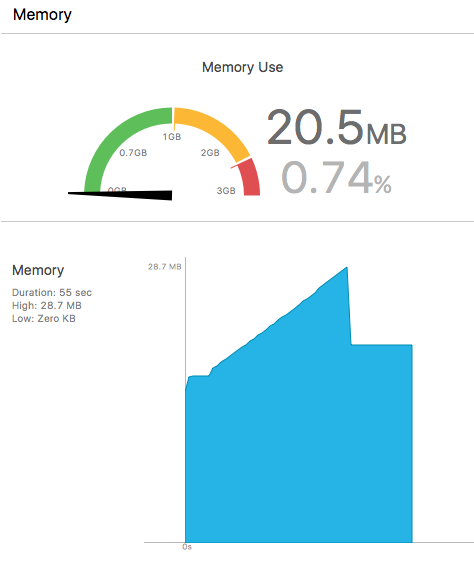 Memory
Memory Use
20.5MB
0.74%
1GB
0.7GB
2GB
0GB
3GB
Memory
Duration: 55 sec
High: 28.7 MB
Low: Zero KB
28.7 MB
0s